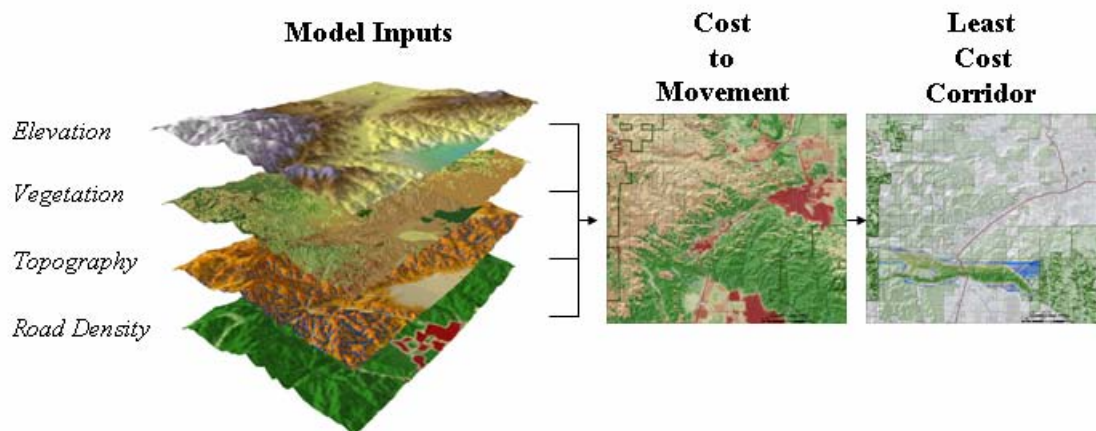 Model Inputs
Elevation
Vegetation
Topography
Road Density
Cost
to
Movement
Least
Cost
Corridor